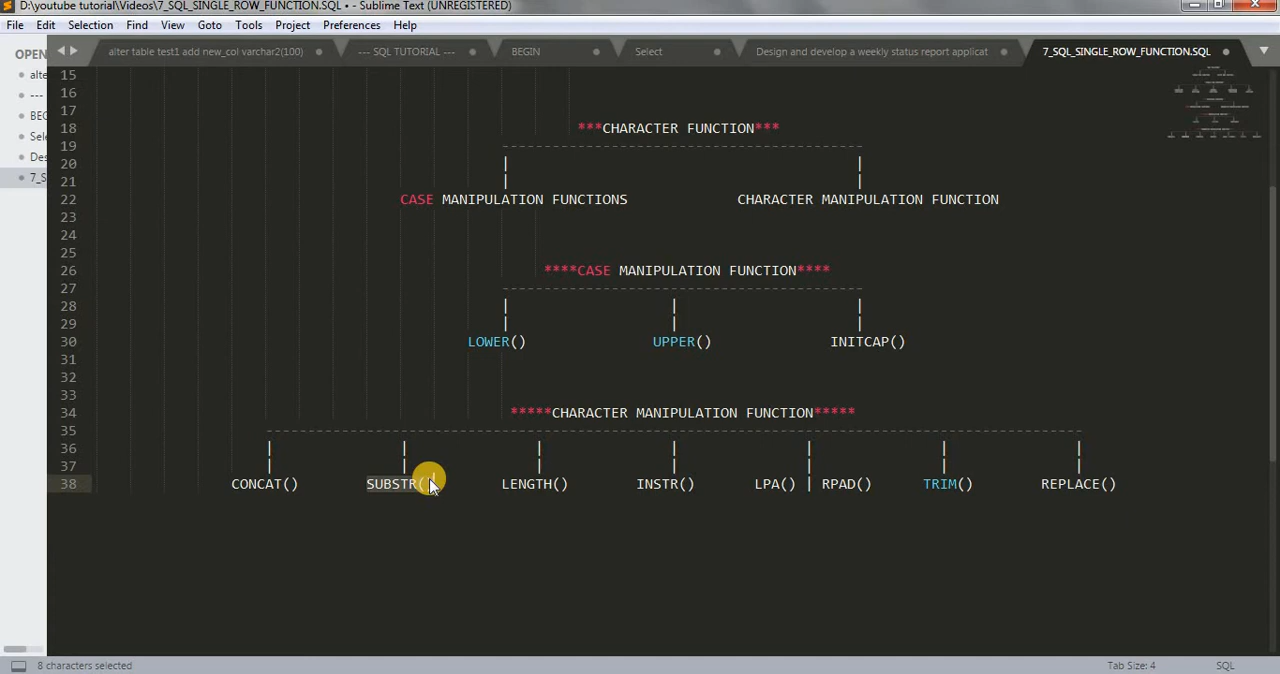 D:\youtube tutorial\Videos\7_SQL_SINGLE_ROW_FUNCTION.SQL • - Sublime Text (UNREGISTERED)
File Edit Selection Find View Goto Tools Project Preferences Help
OPEN alter table test1 add new_col varchar2(100) --- SQL TUTORIAL --- BEGIN Select Design and develop a weekly status report applicat 7_SQL_SINGLE_ROW_FUNCTION.SQL
alte
---
BEG
Sele
Des
7_S
15
16
17
18 ***CHARACTER FUNCTION***
19 -------------------------------------------
20 | |
21 | |
22 CASE MANIPULATION FUNCTIONS CHARACTER MANIPULATION FUNCTION
23
24
25
26 ****CASE MANIPULATION FUNCTION****
27 -------------------------------------------
28 | | |
29 | | |
30 LOWER() UPPER() INITCAP()
31
32
33
34 *****CHARACTER MANIPULATION FUNCTION*****
35 -------------------------------------------------------------------------------------------------
36 | | | | | | |
37 | | | | | | |
38 CONCAT() SUBSTR() LENGTH() INSTR() LPA() | RPAD() TRIM() REPLACE()
8 characters selected Tab Size: 4 SQL